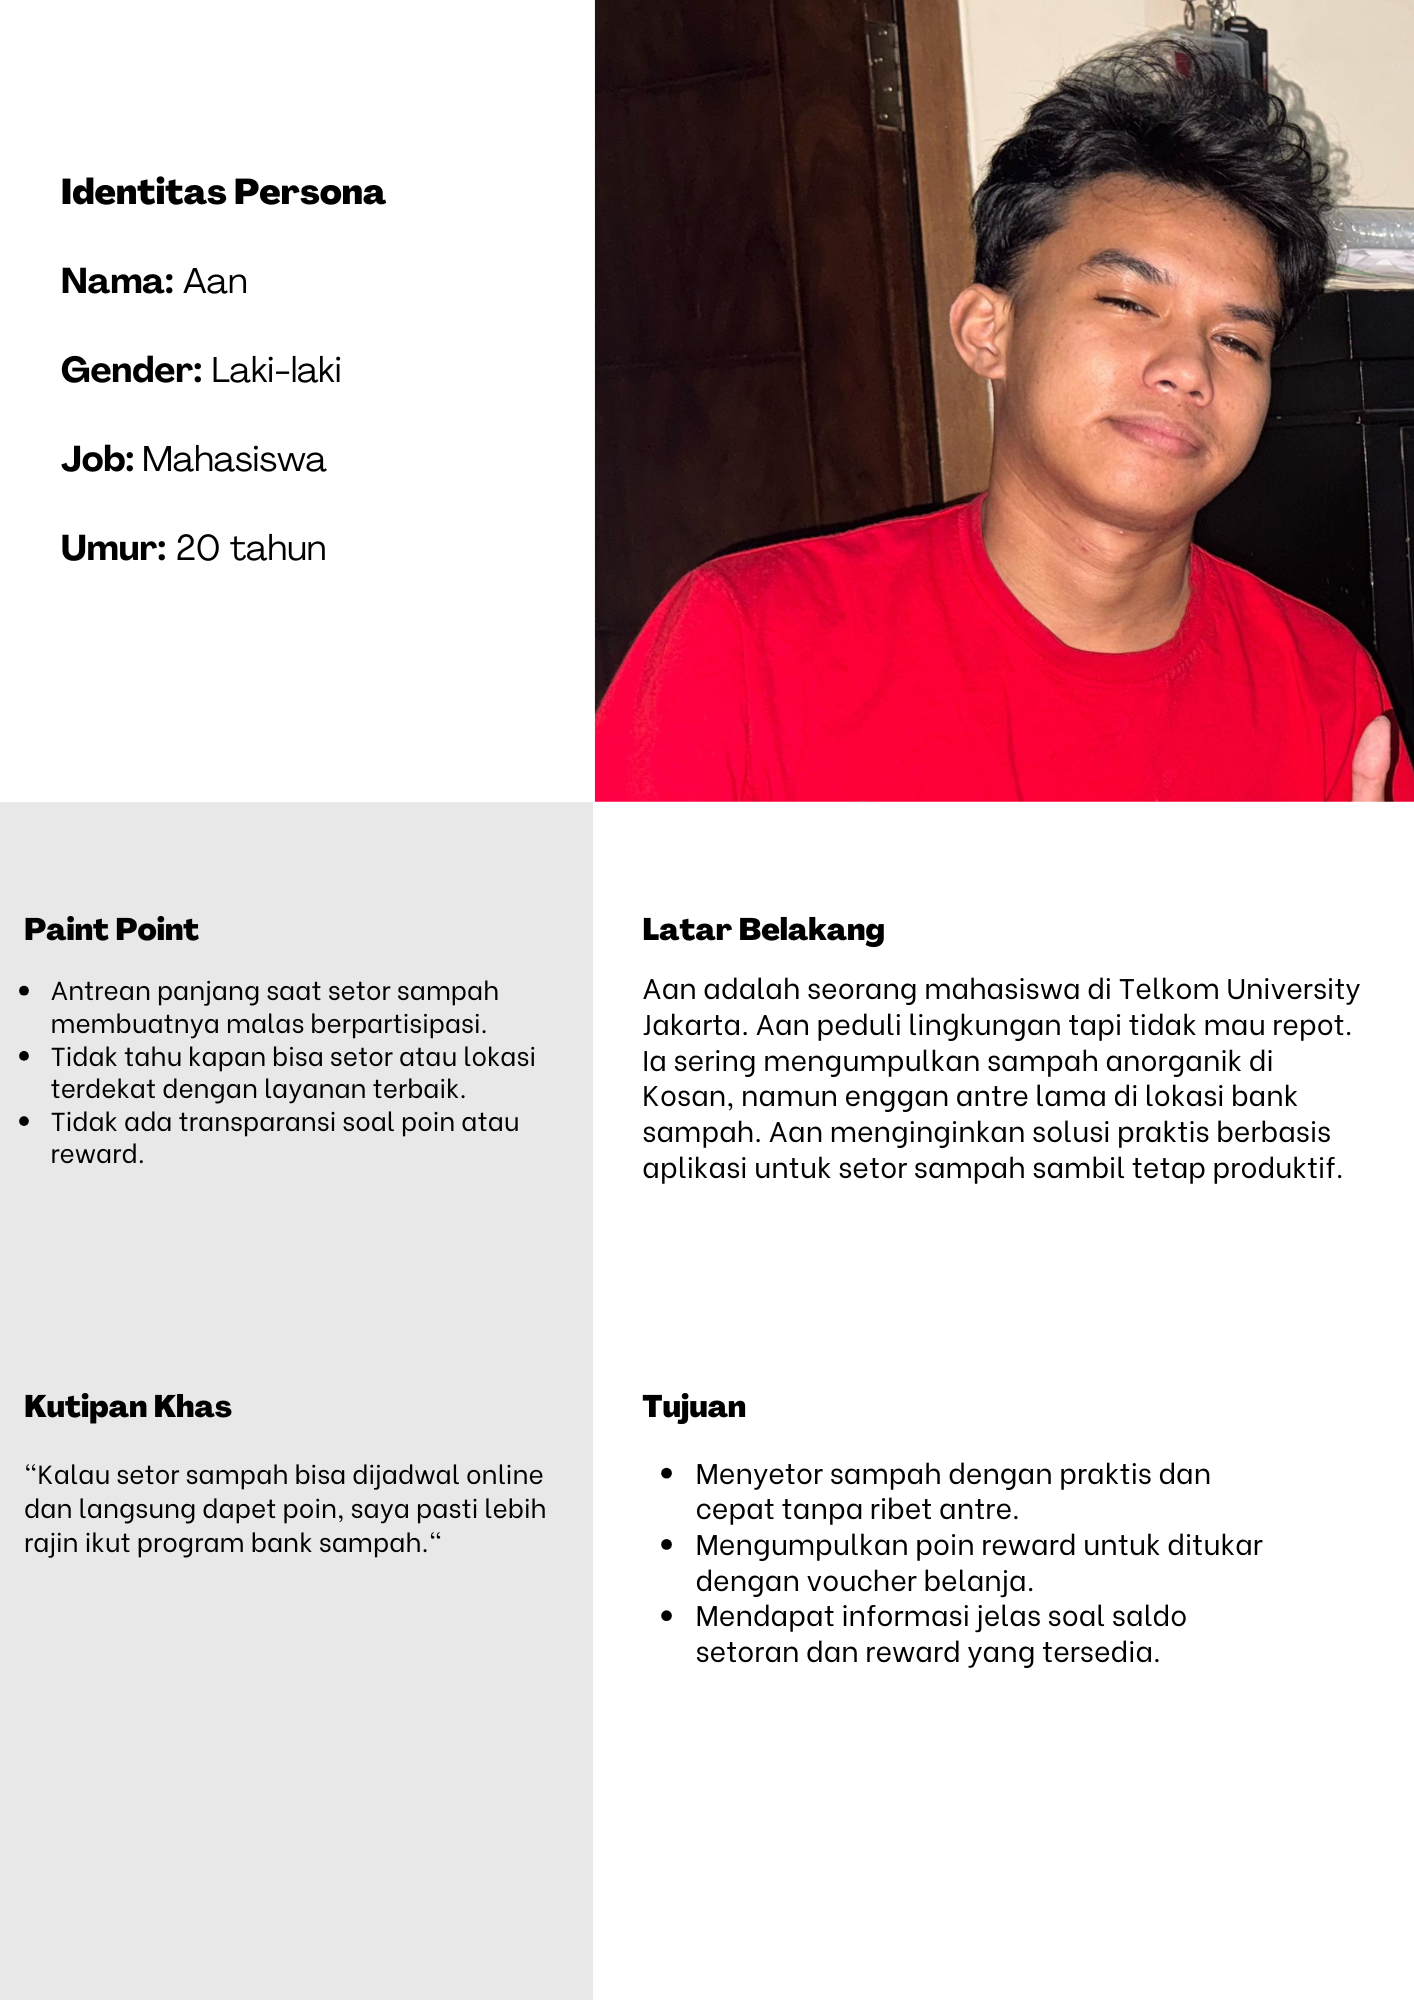 Identitas Persona
Nama: Aan
Gender: Laki-laki
Job: Mahasiswa
Umur: 20 tahun
Paint Point
• Antrean panjang saat setor sampah
membuatnya malas berpartisipasi.
• Tidak tahu kapan bisa setor atau lokasi
terdekat dengan layanan terbaik.
• Tidak ada transparansi soal poin atau
reward.
Latar Belakang
Aan adalah seorang mahasiswa di Telkom University
Jakarta. Aan peduli lingkungan tapi tidak mau repot.
Ia sering mengumpulkan sampah anorganik di
Kosan, namun enggan antre lama di lokasi bank
sampah. Aan menginginkan solusi praktis berbasis
aplikasi untuk setor sampah sambil tetap produktif.
Kutipan Khas
“Kalau setor sampah bisa dijadwal online
dan langsung dapet poin, saya pasti lebih
rajin ikut program bank sampah.“
Tujuan
• Menyetor sampah dengan praktis dan
cepat tanpa ribet antre.
• Mengumpulkan poin reward untuk ditukar
dengan voucher belanja.
• Mendapat informasi jelas soal saldo
setoran dan reward yang tersedia.